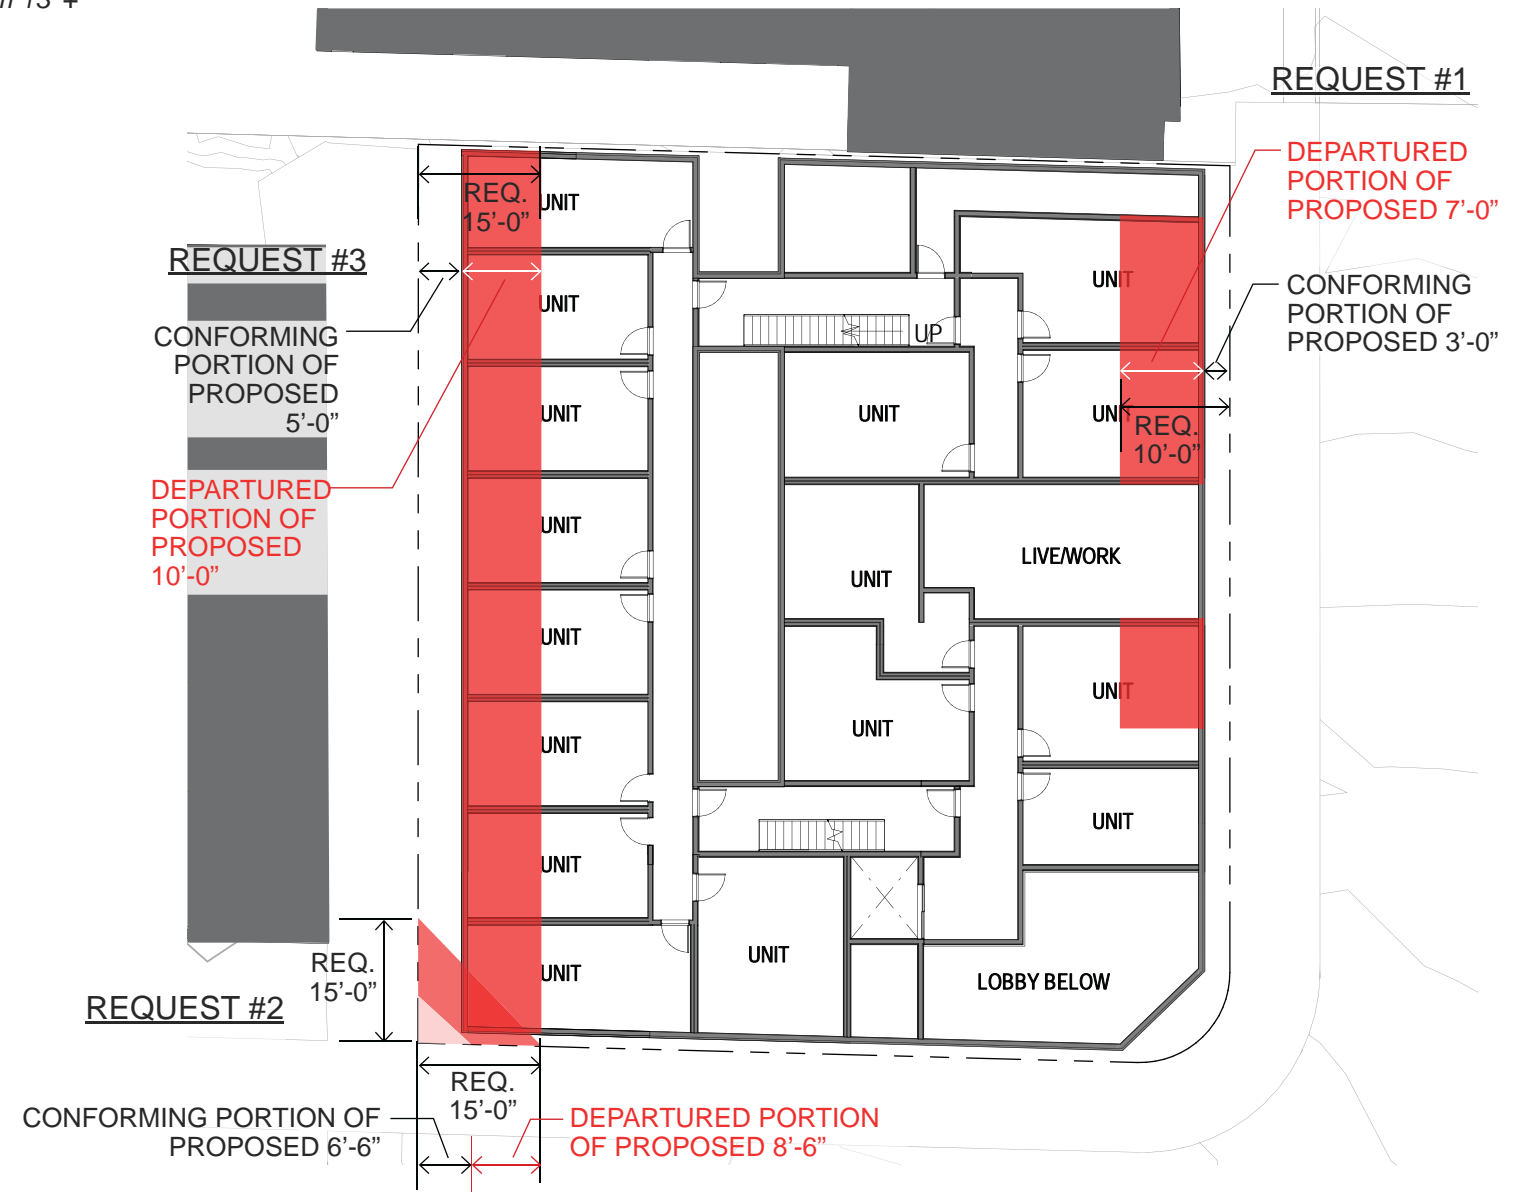 REQUEST #1
DEPARTURED
PORTION OF
PROPOSED 7’-0”
CONFORMING
PORTION OF
PROPOSED 3’-0”
REQ.
10’-0”
REQ.
15’-0”
REQUEST #3
CONFORMING
PORTION OF
PROPOSED
5’-0”
DEPARTURED
PORTION OF
PROPOSED
10’-0”
UNIT
UNIT
UNIT
UNIT
UNIT
UNIT
UNIT
UNIT
UP
UNIT
UNIT
UNIT
UNIT
UNIT
LIVE/WORK
UNIT
UNIT
UNIT
UNIT
LOBBY BELOW
REQ.
15’-0”
REQUEST #2
REQ.
15’-0”
CONFORMING PORTION OF
PROPOSED 6’-6”
DEPARTURED PORTION
OF PROPOSED 8’-6”